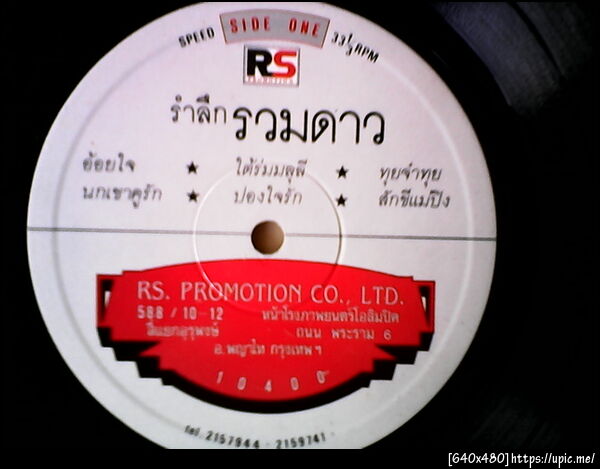 SPEED SIDE ONE 33 1/3 RPM
RS
PROMOTION
รำลึก รวมดาว
อ้อยใจ ★ ใต้ร่มมลุลี ★ ทุยจ๋าทุย
นกเขาคูรัก ★ ปองใจรัก ★ สักขีแม่ปิง
RS. PROMOTION CO., LTD.
588 / 10-12 หน้าโรงภาพยนตร์โอลิมปิค
สี่แยกอุรุพงษ์ ถนน พระราม 6
อ.พญาไท กรุงเทพฯ
10400
tel. 2157944 - 2159741
[640x480]https://upic.me/